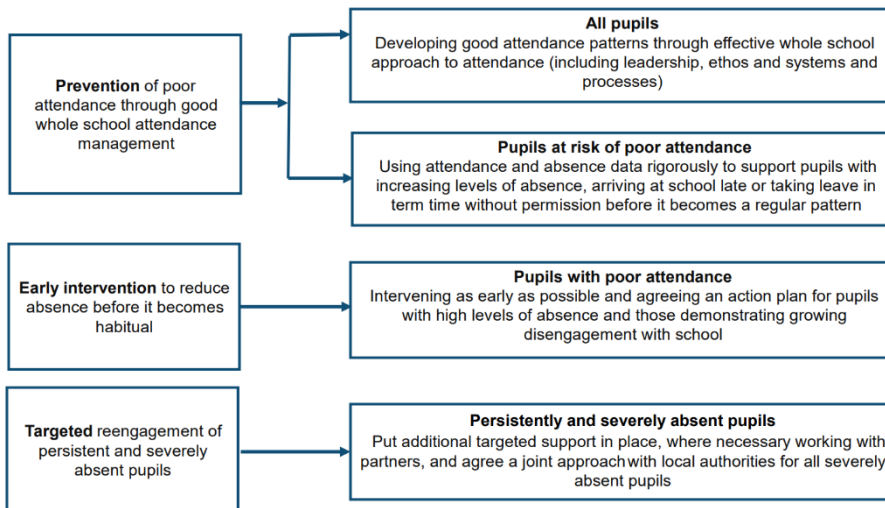 Prevention of poor
attendance through good
whole school attendance
management
All pupils
Developing good attendance patterns through effective whole school
approach to attendance (including leadership, ethos and systems and
processes)
Pupils at risk of poor attendance
Using attendance and absence data rigorously to support pupils with
increasing levels of absence, arriving at school late or taking leave in
term time without permission before it becomes a regular pattern
Early intervention to reduce
absence before it becomes
habitual
Pupils with poor attendance
Intervening as early as possible and agreeing an action plan for pupils
with high levels of absence and those demonstrating growing
disengagement with school
Targeted reengagement of
persistent and severely
absent pupils
Persistently and severely absent pupils
Put additional targeted support in place, where necessary working with
partners, and agree a joint approach with local authorities for all severely
absent pupils